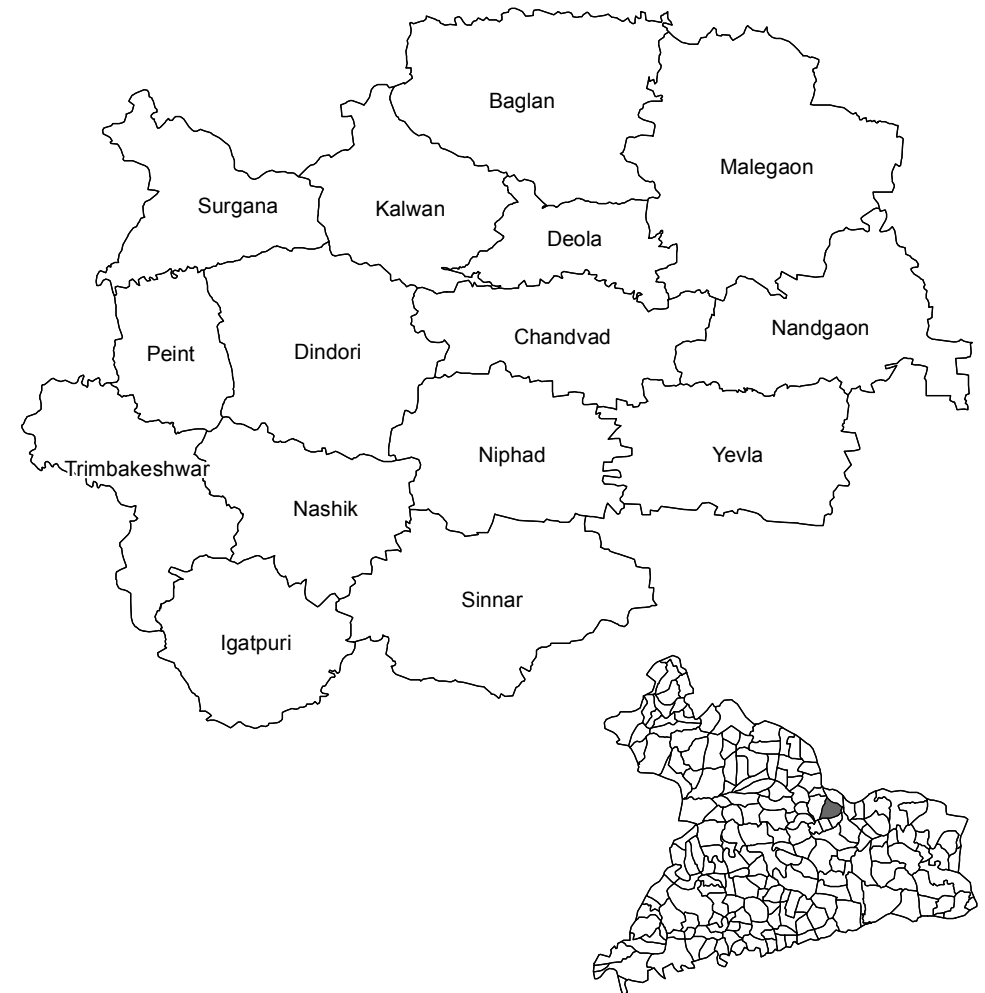 Baglan
Malegaon
Surgana
Kalwan
Deola
Nandgaon
Chandvad
Peint
Dindori
Niphad
Yevla
Trimbakeshwar
Nashik
Sinnar
Igatpuri